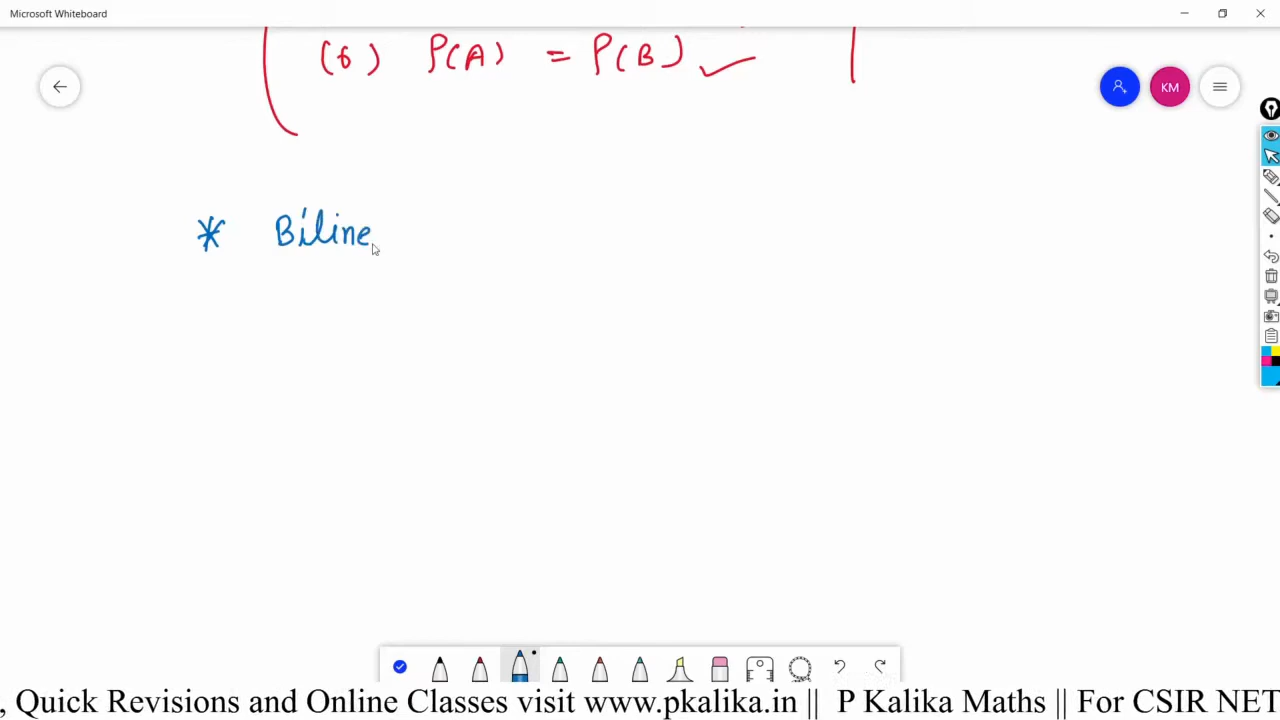 Microsoft Whiteboard
(6) ρ(A) = ρ(B) ✓
KM
* Biline
, Quick Revisions and Online Classes visit www.pkalika.in || P Kalika Maths || For CSIR NET